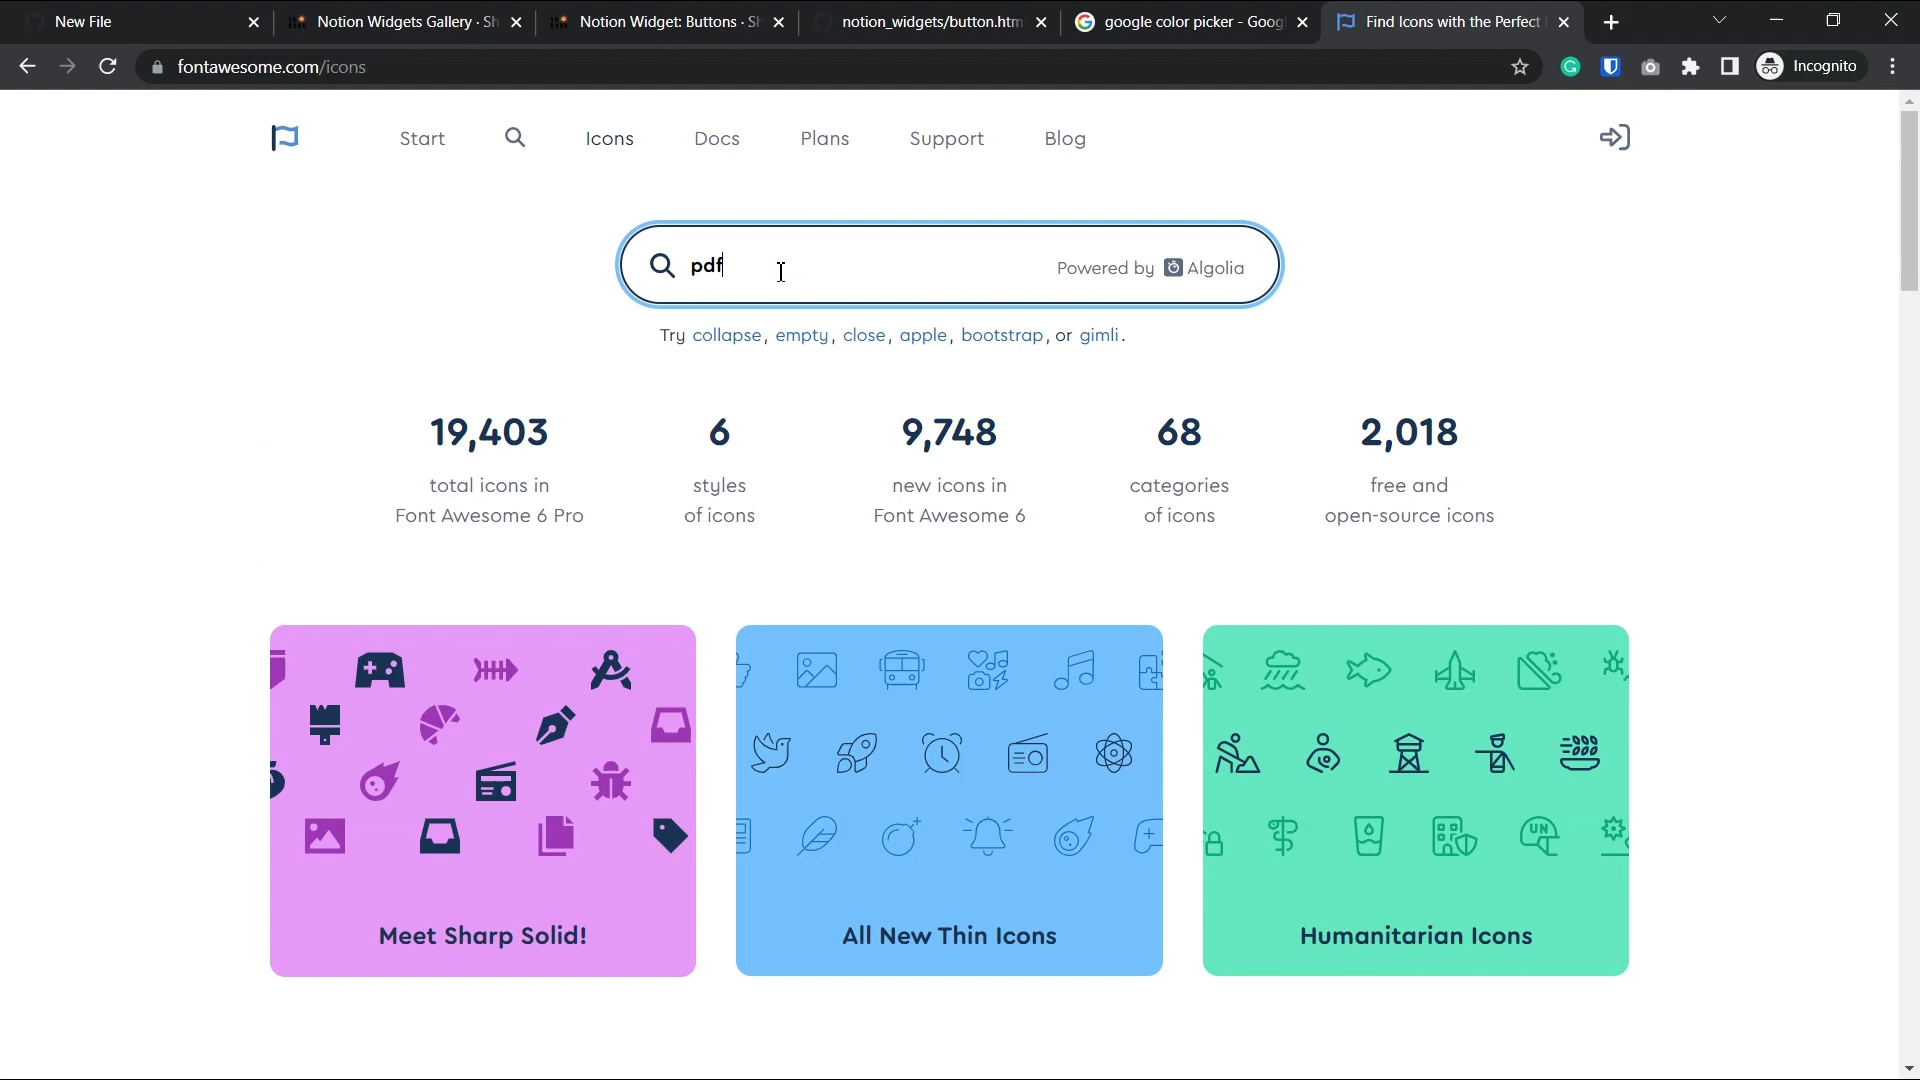 New File
Notion Widgets Gallery · Sh
Notion Widget: Buttons · Sh
notion_widgets/button.htm
google color picker - Goog
Find Icons with the Perfect
fontawesome.com/icons
Incognito
Start
Icons
Docs
Plans
Support
Blog
pdf
Powered by Algolia
Try collapse, empty, close, apple, bootstrap, or gimli.
19,403
6
9,748
68
2,018
total icons in
styles
new icons in
categories
free and
Font Awesome 6 Pro
of icons
Font Awesome 6
of icons
open-source icons
UN
Meet Sharp Solid!
All New Thin Icons
Humanitarian Icons